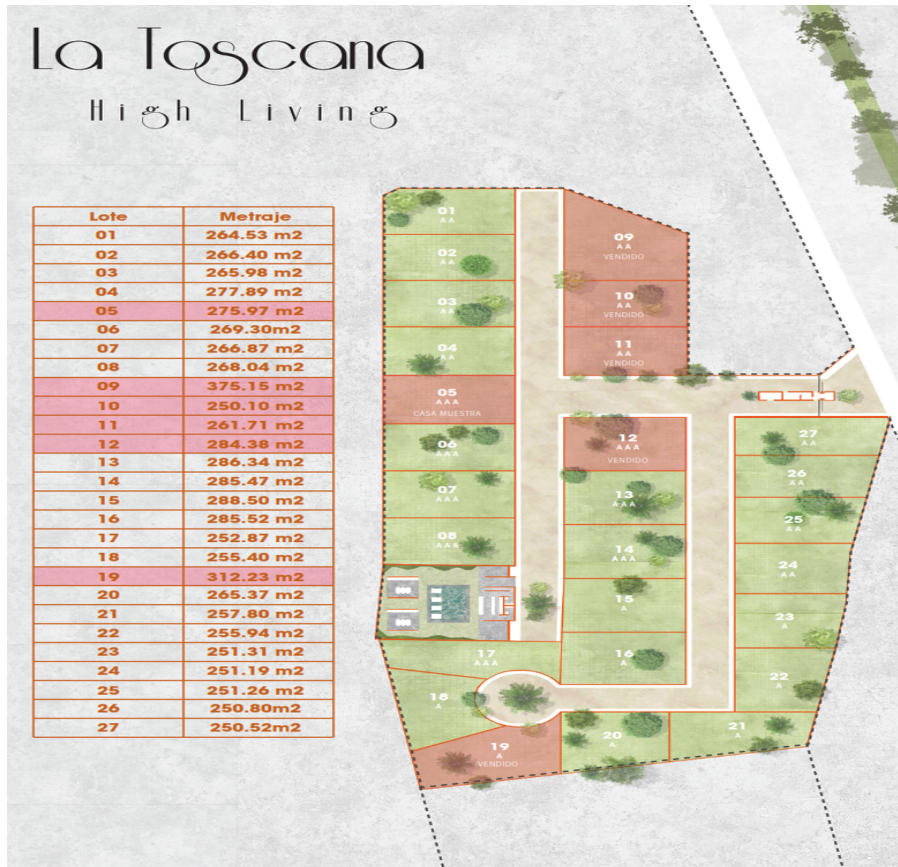 La Toscana
High Living
Lote Metraje
01 264.53 m2
02 266.40 m2
03 265.98 m2
04 277.89 m2
05 275.97 m2
06 269.30m2
07 266.87 m2
08 268.04 m2
09 375.15 m2
10 250.10 m2
11 261.71 m2
12 284.38 m2
13 286.34 m2
14 285.47 m2
15 288.50 m2
16 285.52 m2
17 252.87 m2
18 255.40 m2
19 312.23 m2
20 265.37 m2
21 257.80 m2
22 255.94 m2
23 251.31 m2
24 251.19 m2
25 251.26 m2
26 250.80m2
27 250.52m2
01
AA
02
AA
03
AA
04
AA
05
AAA
CASA MUESTRA
06
AAA
07
AAA
08
AAA
09
AA
VENDIDO
10
AA
VENDIDO
11
AA
VENDIDO
12
AAA
VENDIDO
13
AAA
14
AAA
15
A
16
A
17
AAA
18
A
19
A
VENDIDO
20
A
21
A
22
A
23
A
24
AA
25
AA
26
AA
27
AA